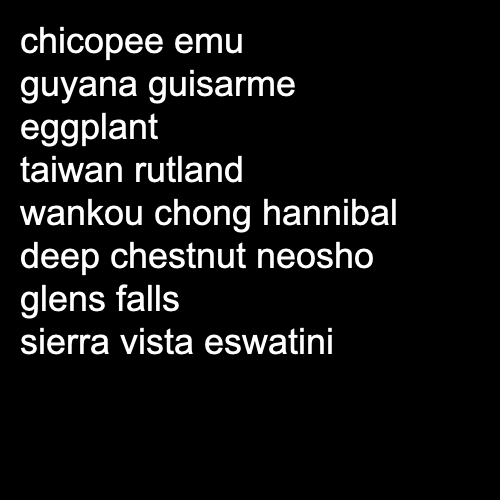 chicopee emu
guyana guisarme
eggplant
taiwan rutland
wankou chong hannibal
deep chestnut neosho
glens falls
sierra vista eswatini